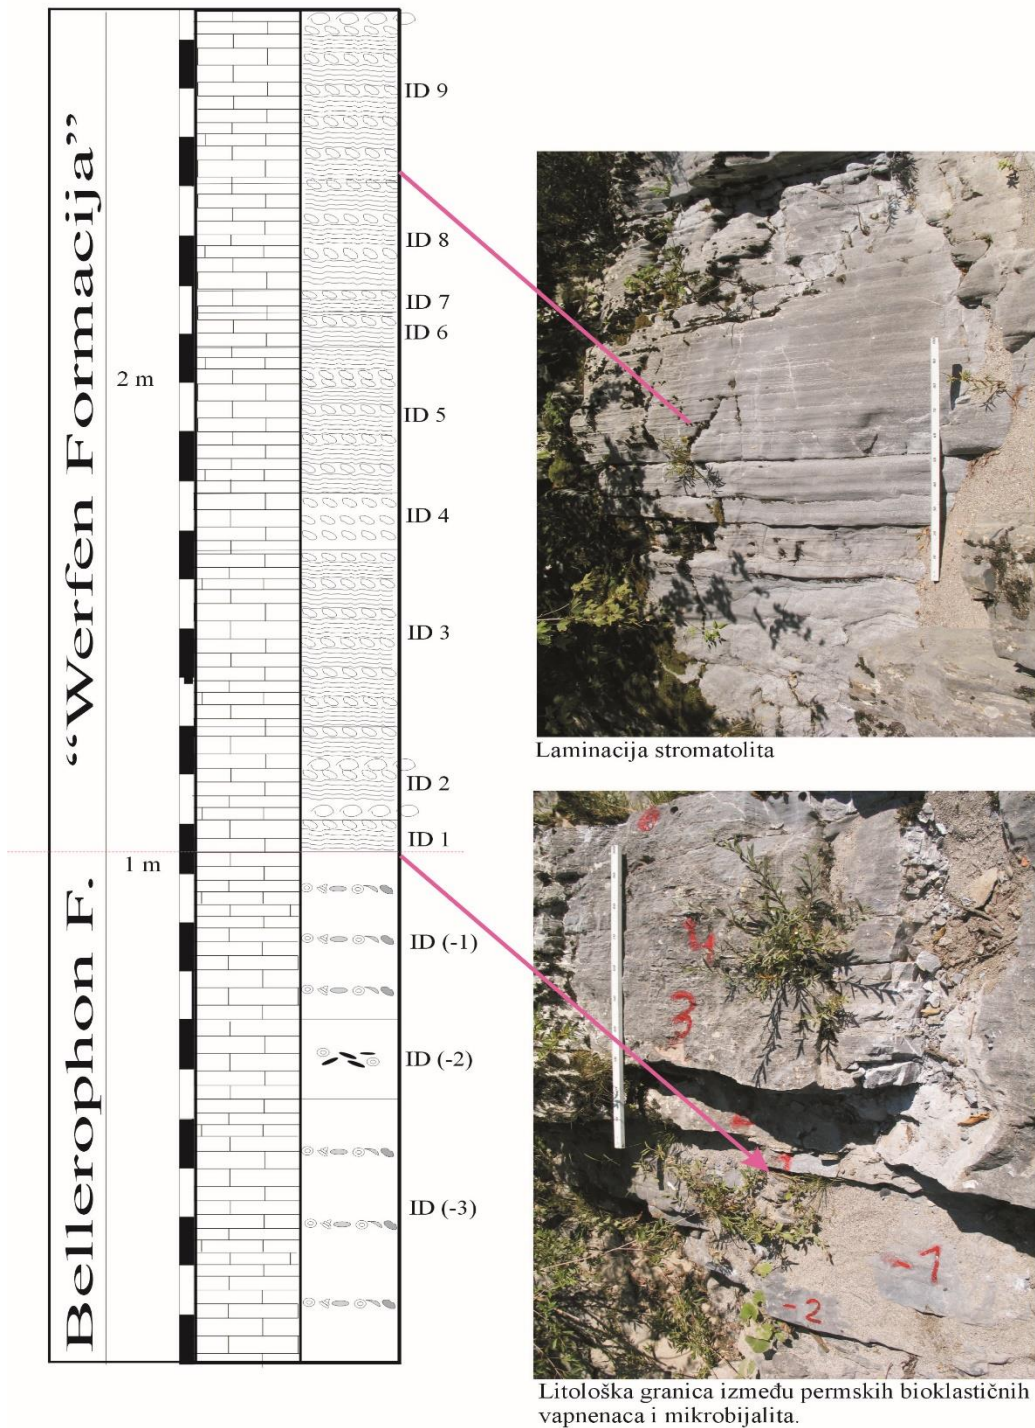 “Werfen Formacija”
Bellerophon F.
2 m
1 m
ID 9
ID 8
ID 7
ID 6
ID 5
ID 4
ID 3
ID 2
ID 1
ID (-1)
ID (-2)
ID (-3)
Laminacija stromatolita
4
3
1
-1
-2
Litološka granica između permskih bioklastičnih
vapnenaca i mikrobijalita.